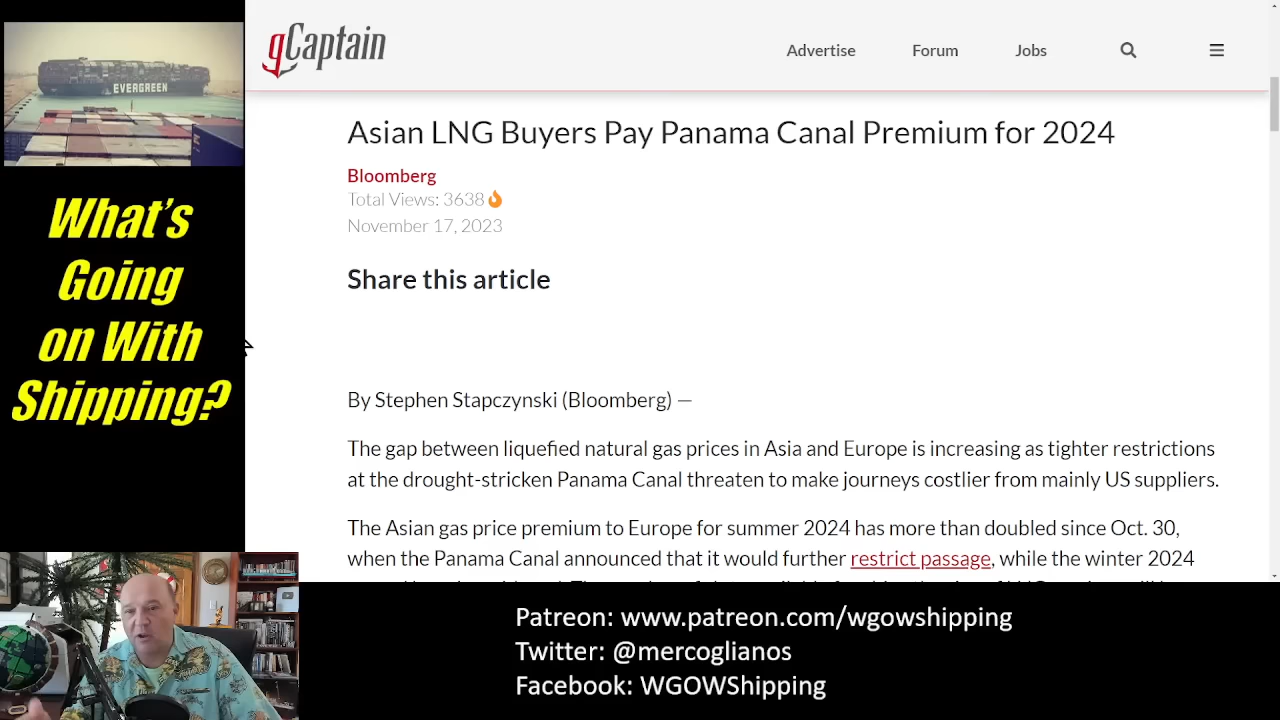 EVERGREEN
What's
Going
on With
Shipping?
gCaptain
Advertise Forum Jobs
Asian LNG Buyers Pay Panama Canal Premium for 2024
Bloomberg
Total Views: 3638
November 17, 2023
Share this article
By Stephen Stapczynski (Bloomberg) —
The gap between liquefied natural gas prices in Asia and Europe is increasing as tighter restrictions
at the drought-stricken Panama Canal threaten to make journeys costlier from mainly US suppliers.
The Asian gas price premium to Europe for summer 2024 has more than doubled since Oct. 30,
when the Panama Canal announced that it would further restrict passage, while the winter 2024
Patreon: www.patreon.com/wgowshipping
Twitter: @mercoglianos
Facebook: WGOWShipping